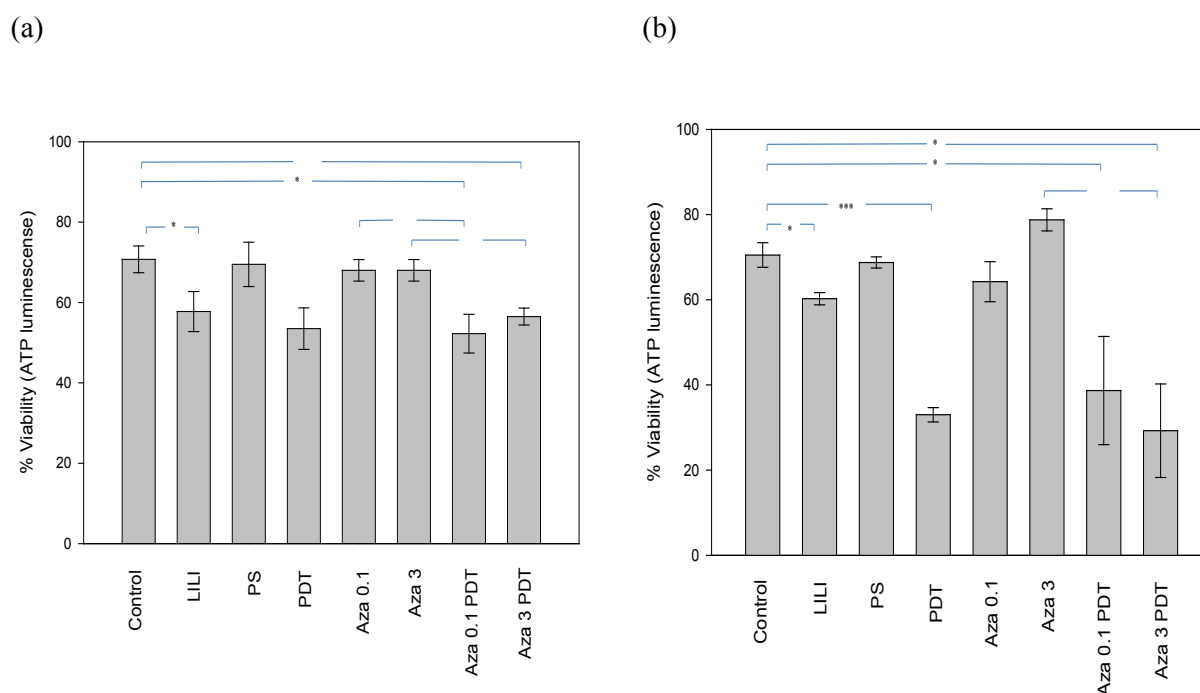 (a)
% Viability (ATP luminescense)
100
80
60
40
20
0
*
*
Control
LILI
PS
PDT
Aza 0.1
Aza 3
Aza 0.1 PDT
Aza 3 PDT
(b)
% Viability (ATP luminescence)
100
80
60
40
20
0
*
*
***
*
Control
LILI
PS
PDT
Aza 0.1
Aza 3
Aza 0.1 PDT
Aza 3 PDT